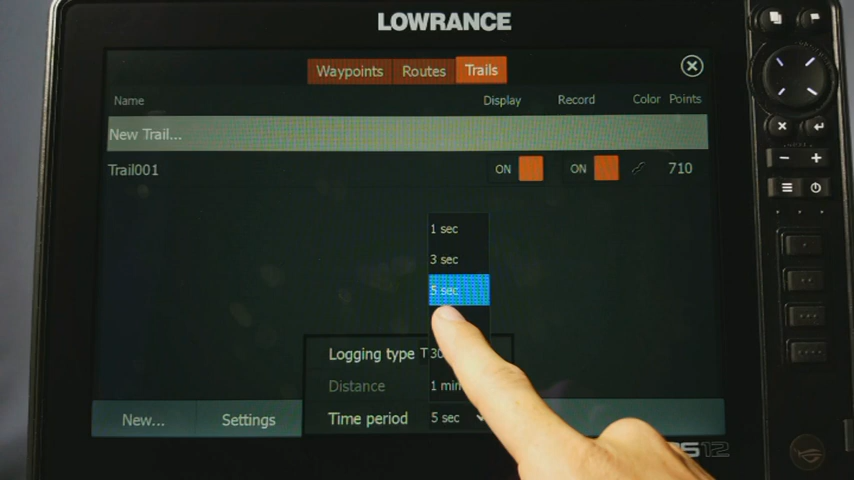 LOWRANCE
Waypoints Routes Trails
Name Display Record Color Points
New Trail...
Trail001 ON ON 710
1 sec
3 sec
5 sec
Logging type
Distance 1 min
Time period 5 sec
New... Settings
12